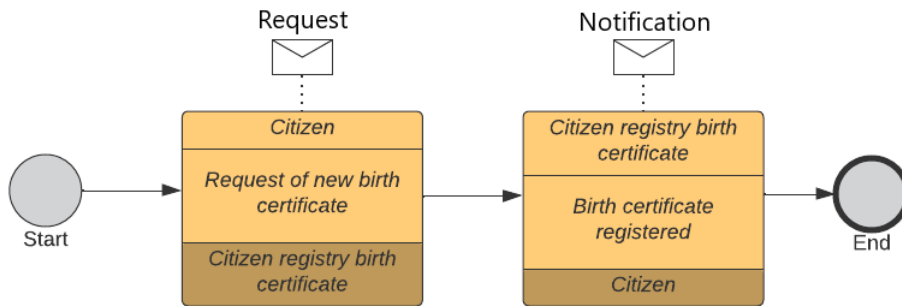 Request
Notification
Citizen
Request of new birth
certificate
Citizen registry birth
certificate
Citizen registry birth
certificate
Birth certificate
registered
Citizen
Start
End